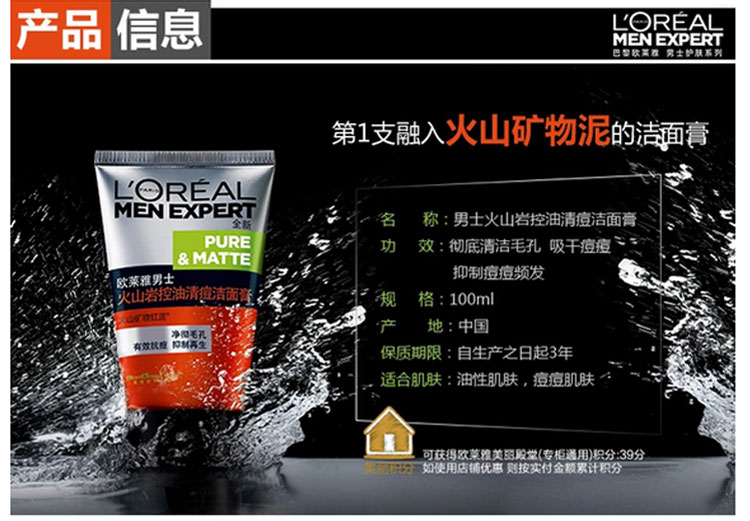 产品信息
L'ORÉAL
MEN EXPERT
巴黎欧莱雅 男士护肤系列
第1支融入火山矿物泥的洁面膏
名 称：男士火山岩控油清痘洁面膏
功 效：彻底清洁毛孔 吸干痘痘
抑制痘痘频发
规 格：100ml
产 地：中国
保质期限：自生产之日起3年
适合肌肤：油性肌肤，痘痘肌肤
L'ORÉAL
PARIS
MEN EXPERT
全新
PURE
& MATTE
欧莱雅男士
火山岩控油清痘洁面膏
火山矿物红泥*
净彻毛孔
有效抗痘 抑制再生
美丽积分
可获得欧莱雅美丽殿堂(专柜通用)积分:39分
如使用店铺优惠 则按实付金额累计积分